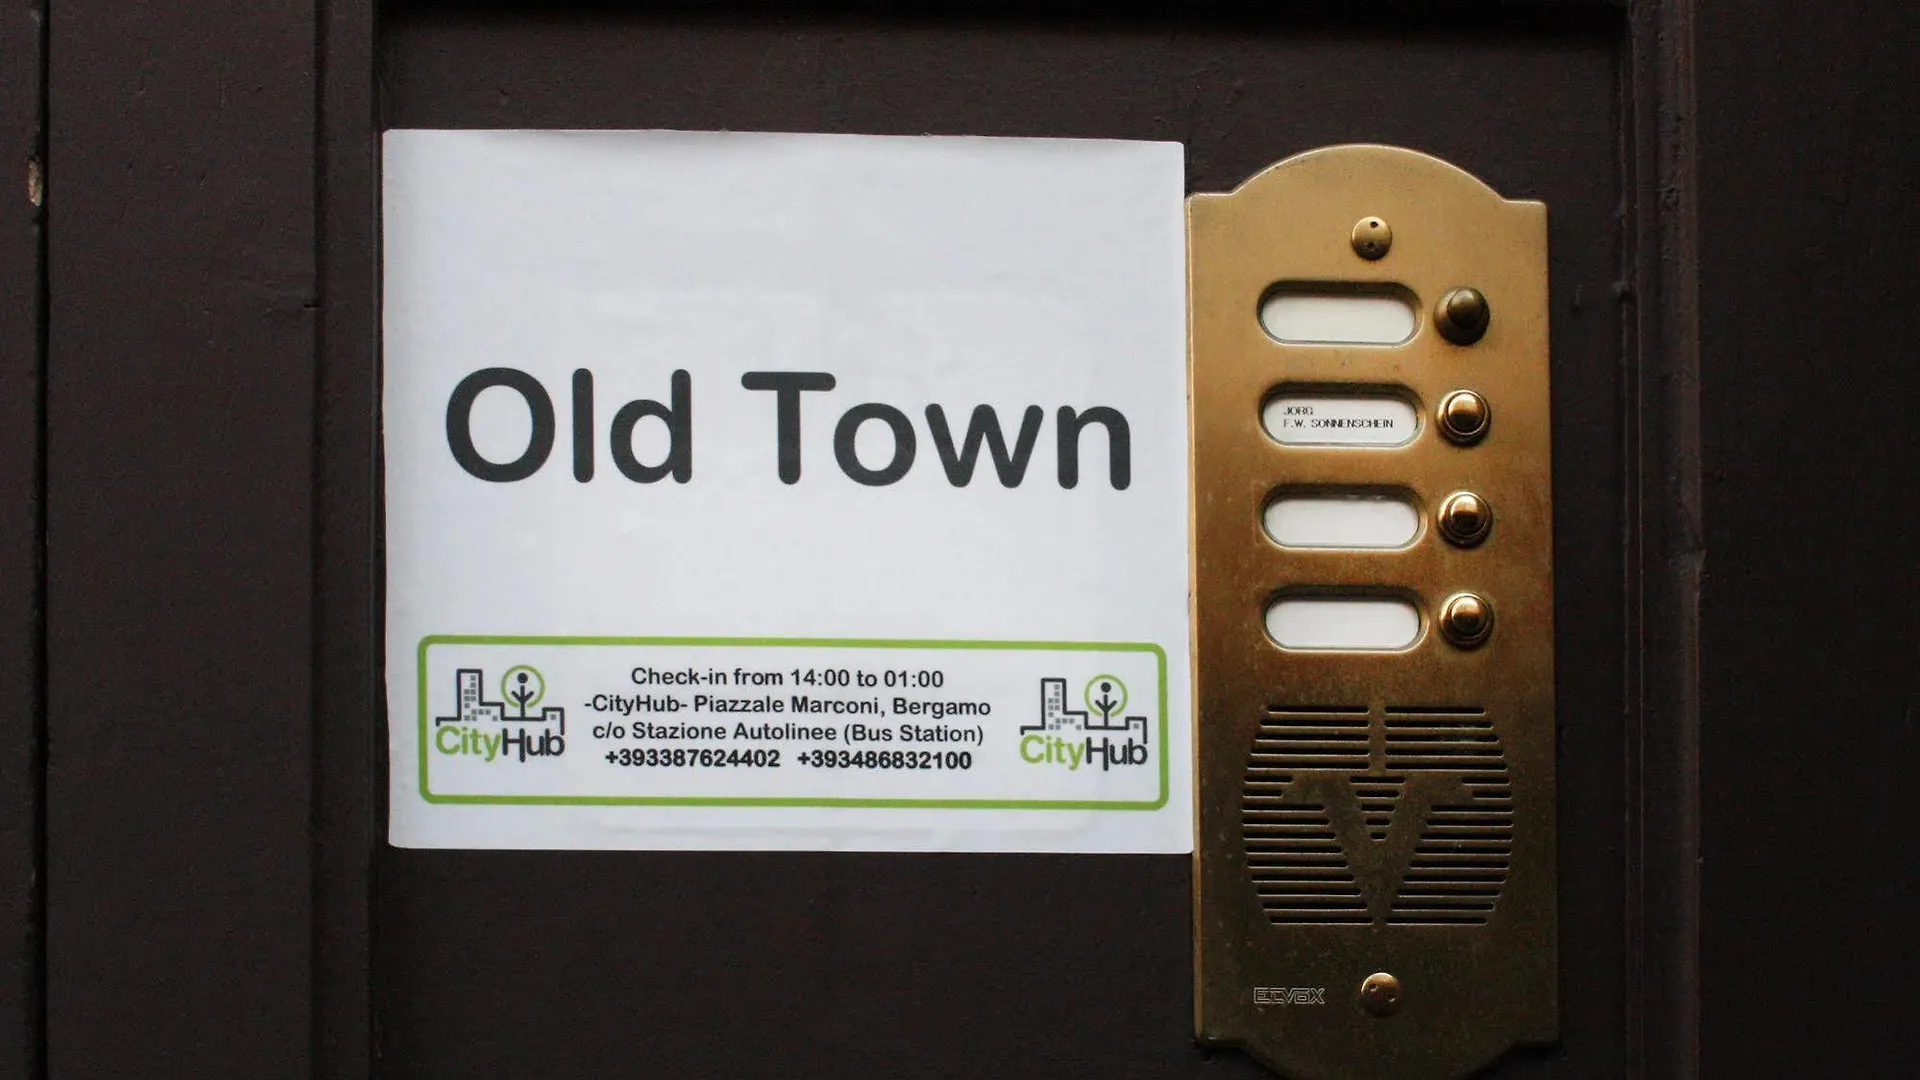 Old Town
Check-in from 14:00 to 01:00
-CityHub- Piazzale Marconi, Bergamo
c/o Stazione Autolinee (Bus Station)
+393387624402 +393486832100
CityHub
CityHub
JORG
F.W. SONNENSCHEIN
ELVOX